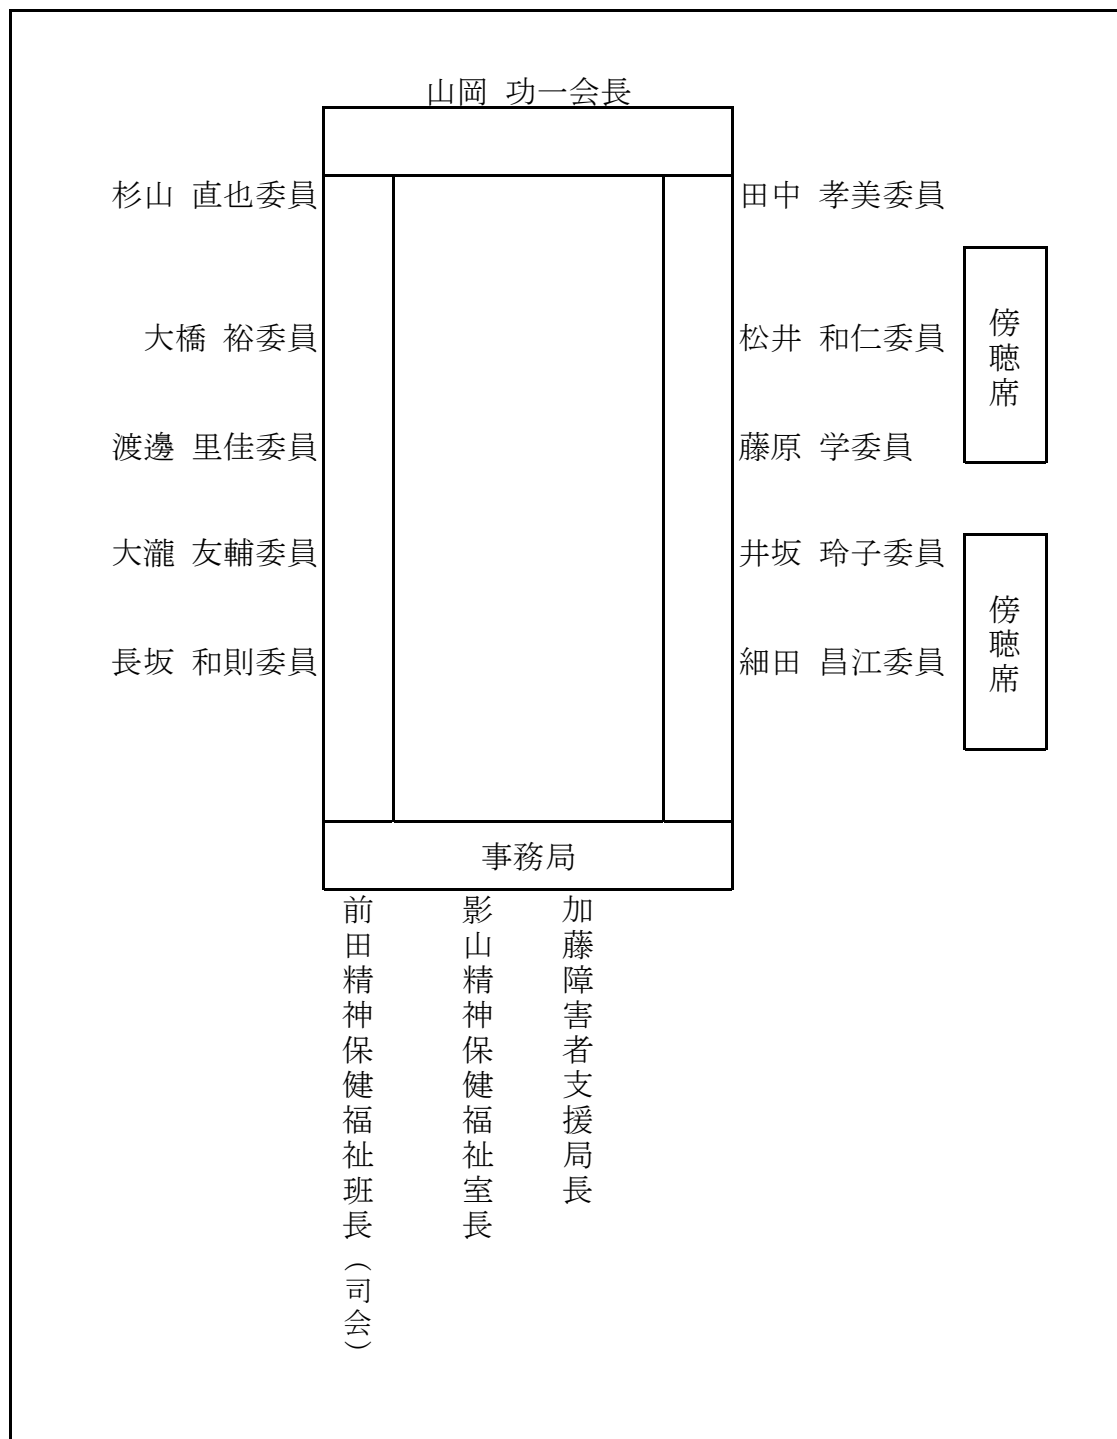 山岡 功一会長
杉山 直也委員
田中 孝美委員
大橋 裕委員
松井 和仁委員
傍聴席
渡邊 里佳委員
藤原 学委員
大瀧 友輔委員
井坂 玲子委員
傍聴席
長坂 和則委員
細田 昌江委員
事務局
加藤障害者支援局長
影山精神保健福祉室長
前田精神保健福祉班長（司会）